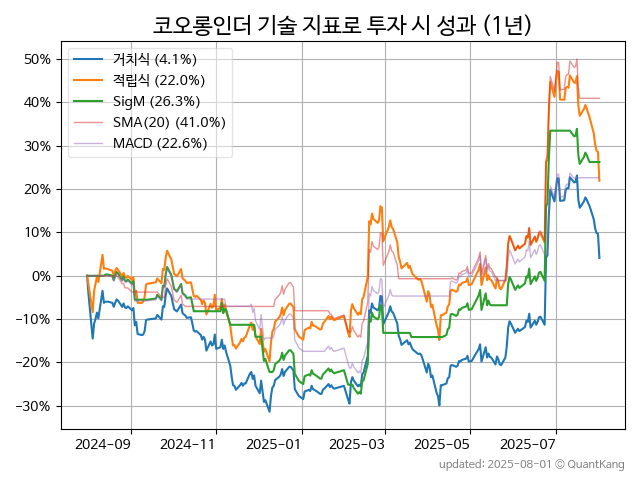 코오롱인더 기술 지표로 투자 시 성과 (1년)
거치식 (4.1%)
적립식 (22.0%)
SigM (26.3%)
SMA(20) (41.0%)
MACD (22.6%)
50%
40%
30%
20%
10%
0%
−10%
−20%
−30%
2024-09
2024-11
2025-01
2025-03
2025-05
2025-07
updated: 2025-08-01 © QuantKang